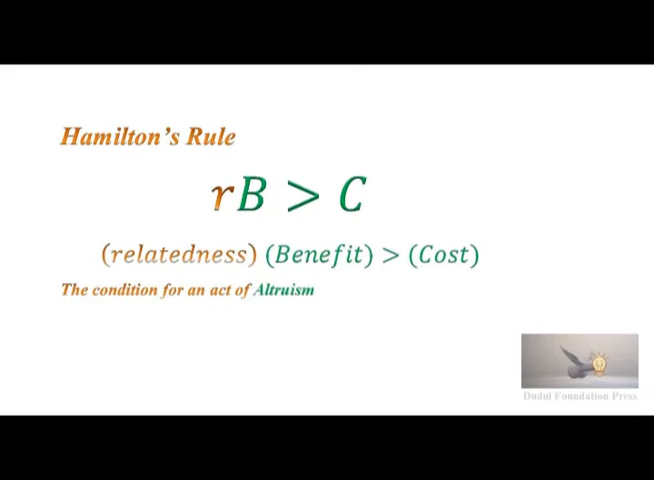 Hamilton's Rule
rB > C
(relatedness) (Benefit) > (Cost)
The condition for an act of Altruism
Dudul Foundation Press